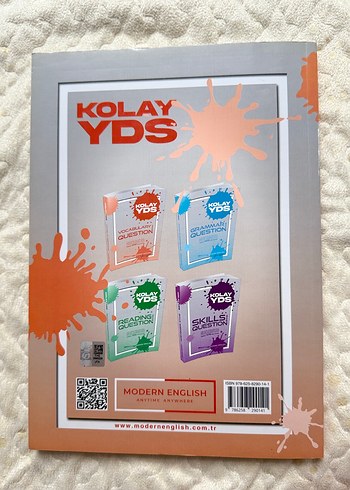 KOLAY
YDS
KOLAY
YDS
VOCABULARY
QUESTION
KOLAY
YDS
GRAMMAR
QUESTION
KOLAY
YDS
READING
QUESTION
KOLAY
YDS
SKILLS
QUESTION
MODERN ENGLISH
ANYTIME ANYWHERE
www.modernenglish.com.tr